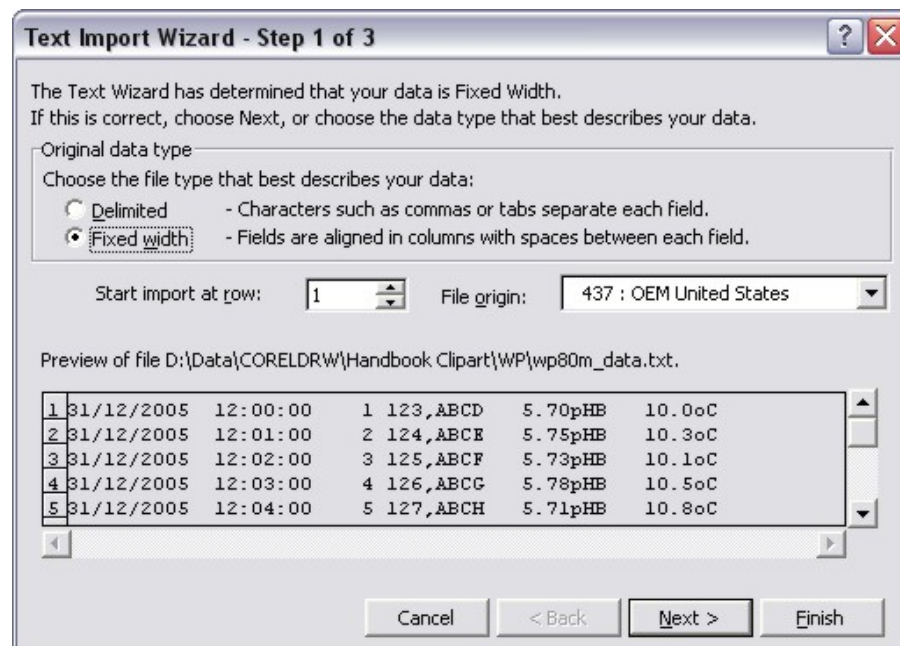 Text Import Wizard - Step 1 of 3
The Text Wizard has determined that your data is Fixed Width.
If this is correct, choose Next, or choose the data type that best describes your data.
Original data type
Choose the file type that best describes your data:
Delimited - Characters such as commas or tabs separate each field.
Fixed width - Fields are aligned in columns with spaces between each field.
Start import at row: 1 File origin: 437 : OEM United States
Preview of file D:\Data\CORELDRW\Handbook Clipart\WP\wp80m_data.txt.
1 31/12/2005 12:00:00 1 123,ABCD 5.70pHB 10.0oC
2 31/12/2005 12:01:00 2 124,ABCE 5.75pHB 10.3oC
3 31/12/2005 12:02:00 3 125,ABCF 5.73pHB 10.1oC
4 31/12/2005 12:03:00 4 126,ABCG 5.78pHB 10.5oC
5 31/12/2005 12:04:00 5 127,ABCH 5.71pHB 10.8oC
Cancel < Back Next > Finish